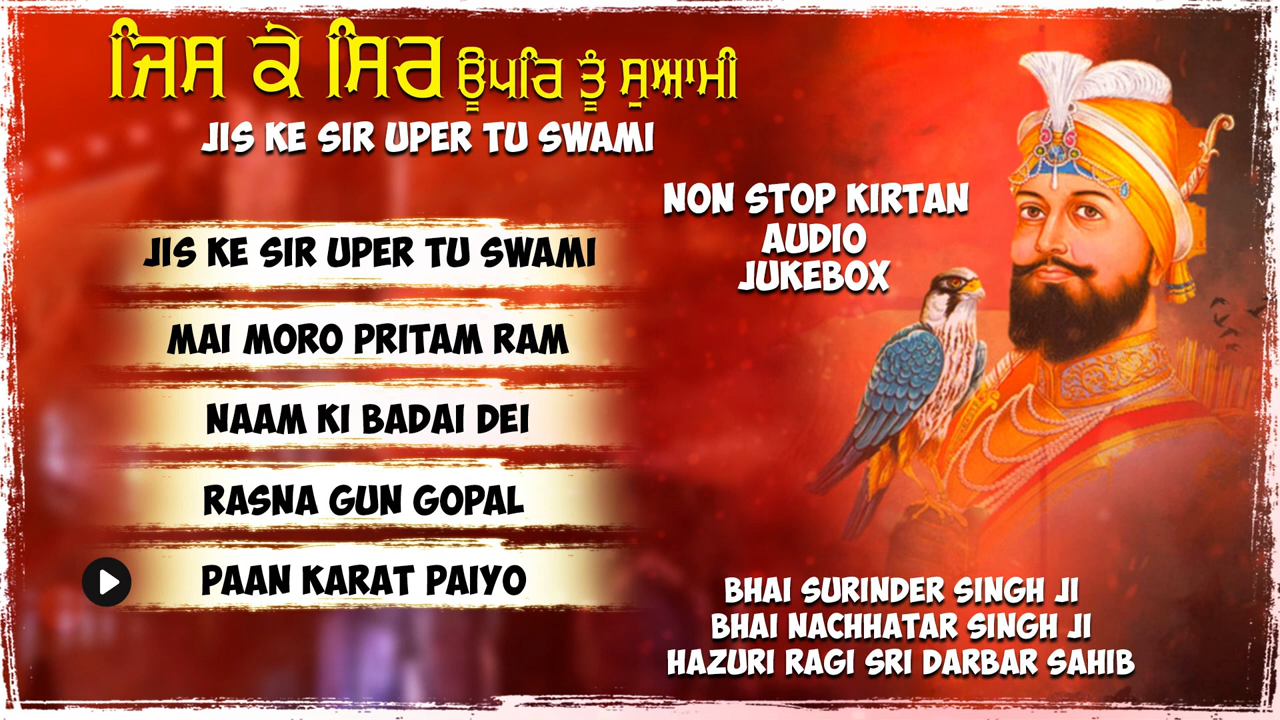 ਜਿਸ ਕੇ ਸਿਰ ਊਪਰਿ ਤੂੰ ਸੁਆਮੀ
JIS KE SIR UPER TU SWAMI
NON STOP KIRTAN
AUDIO
JUKEBOX
JIS KE SIR UPER TU SWAMI
MAI MORO PRITAM RAM
NAAM KI BADAI DEI
RASNA GUN GOPAL
PAAN KARAT PAIYO
BHAI SURINDER SINGH JI
BHAI NACHHATAR SINGH JI
HAZURI RAGI SRI DARBAR SAHIB